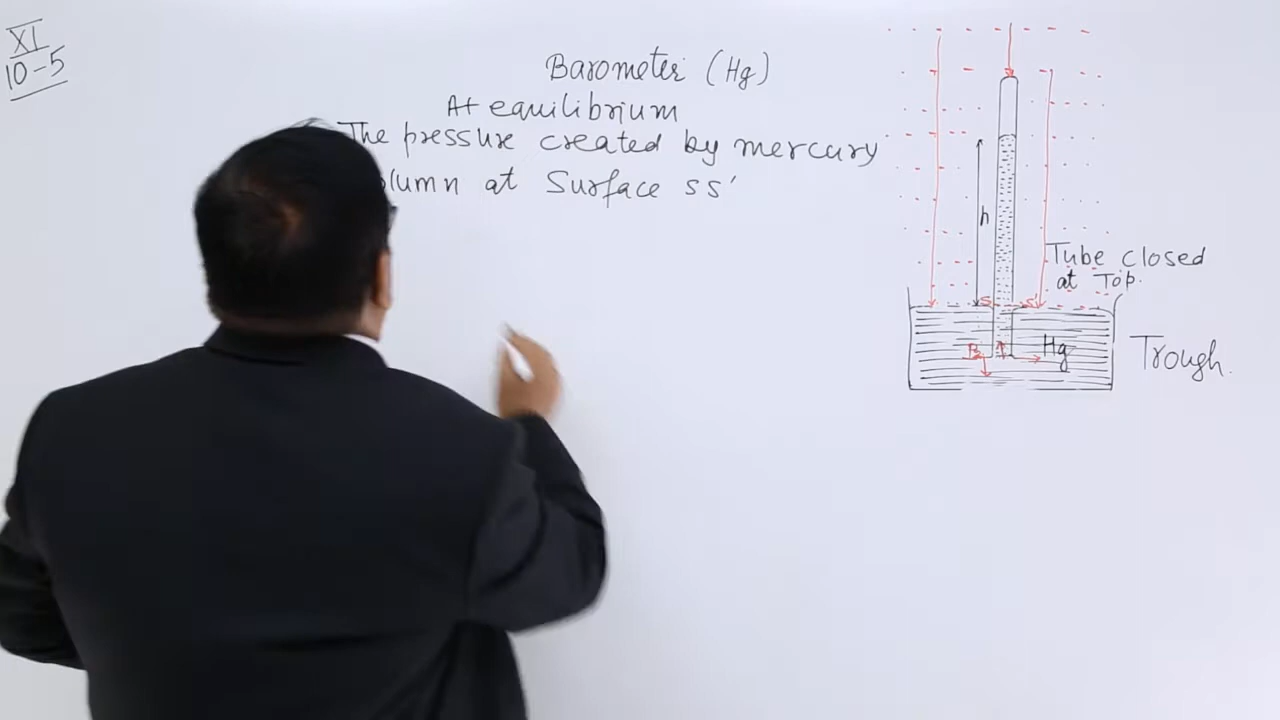 XI
10-5
Barometer (Hg)
At equilibrium
The pressure created by mercury
at Surface SS'
h
Tube closed
at Top.
S S'
B
Hg
Trough.